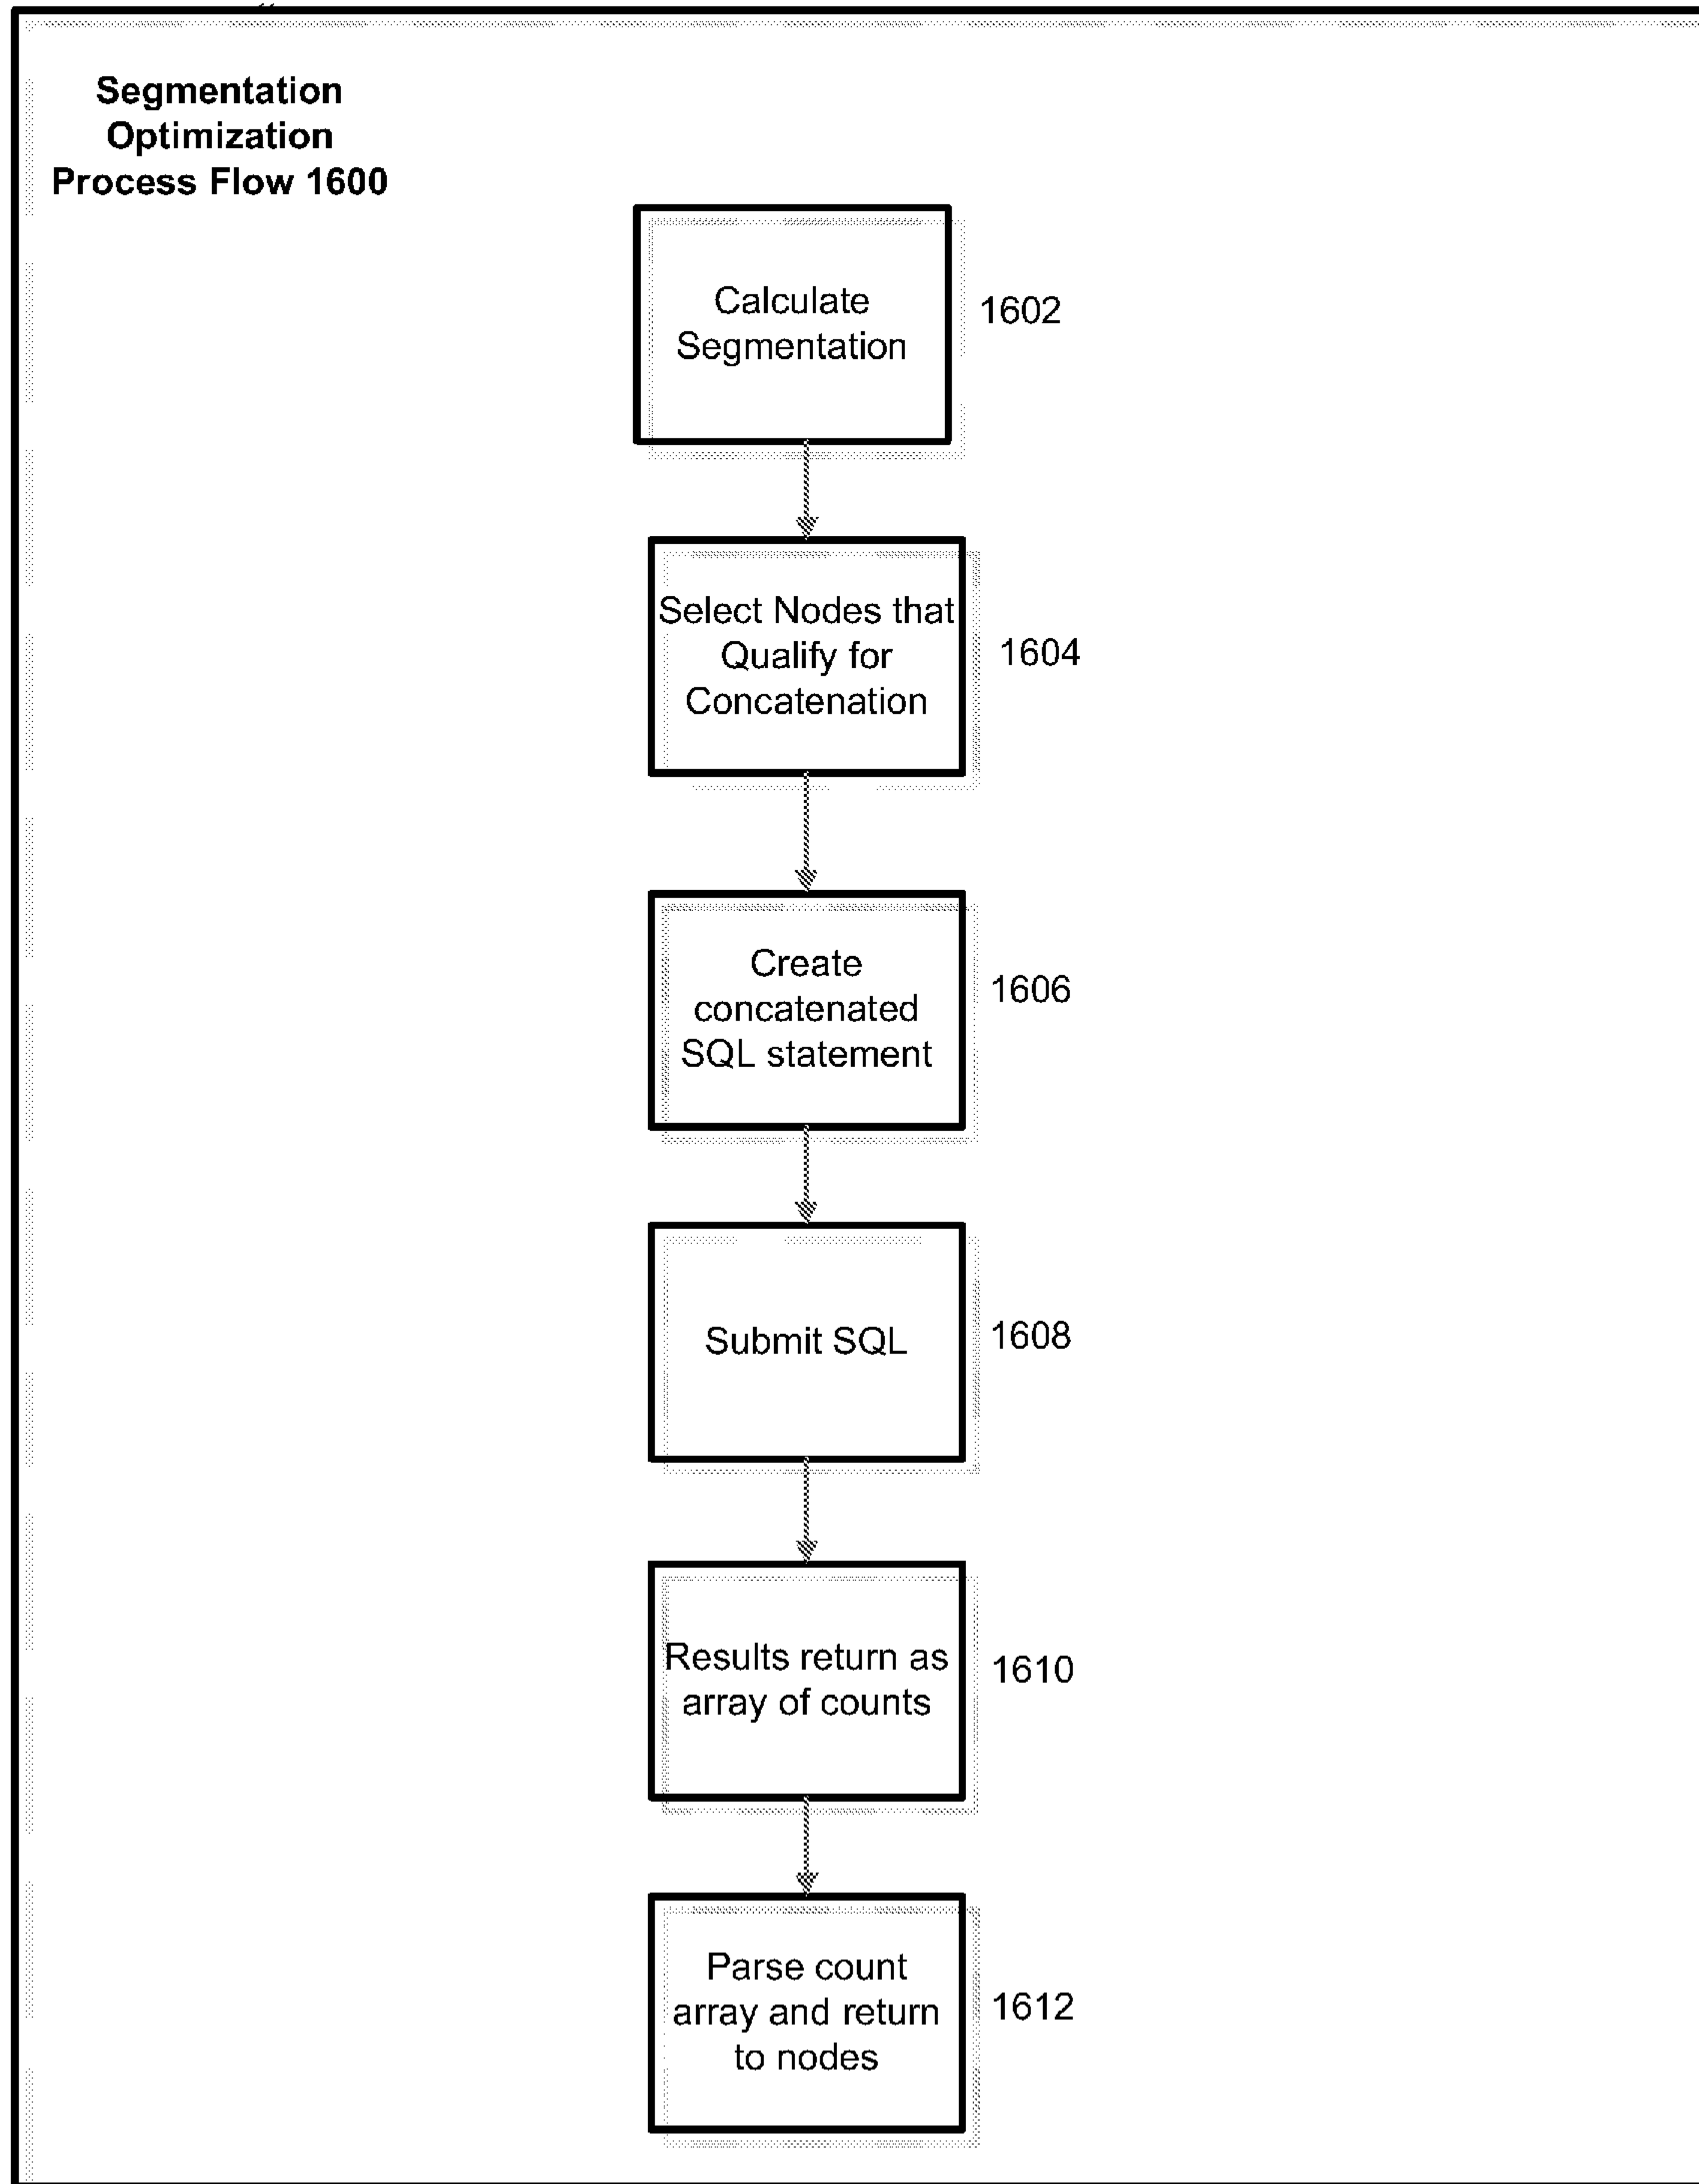 Segmentation
Optimization
Process Flow 1600
Calculate
Segmentation
1602
Select Nodes that
Qualify for
Concatenation
1604
Create
concatenated
SQL statement
1606
Submit SQL
1608
Results return as
array of counts
1610
Parse count
array and return
to nodes
1612